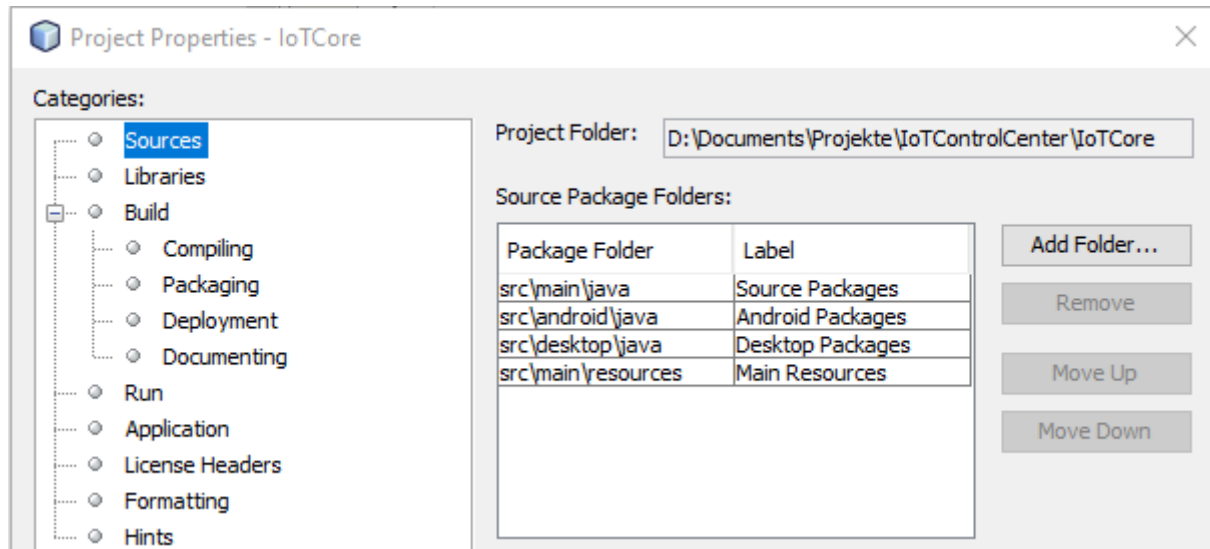 Project Properties - IoTCore
Categories:
Sources
Libraries
Build
Compiling
Packaging
Deployment
Documenting
Run
Application
License Headers
Formatting
Hints
Project Folder: D:\Documents\Projekte\IoTControlCenter\IoTCore
Source Package Folders:
Package Folder Label
src\main\java Source Packages
src\android\java Android Packages
src\desktop\java Desktop Packages
src\main\resources Main Resources
Add Folder...
Remove
Move Up
Move Down